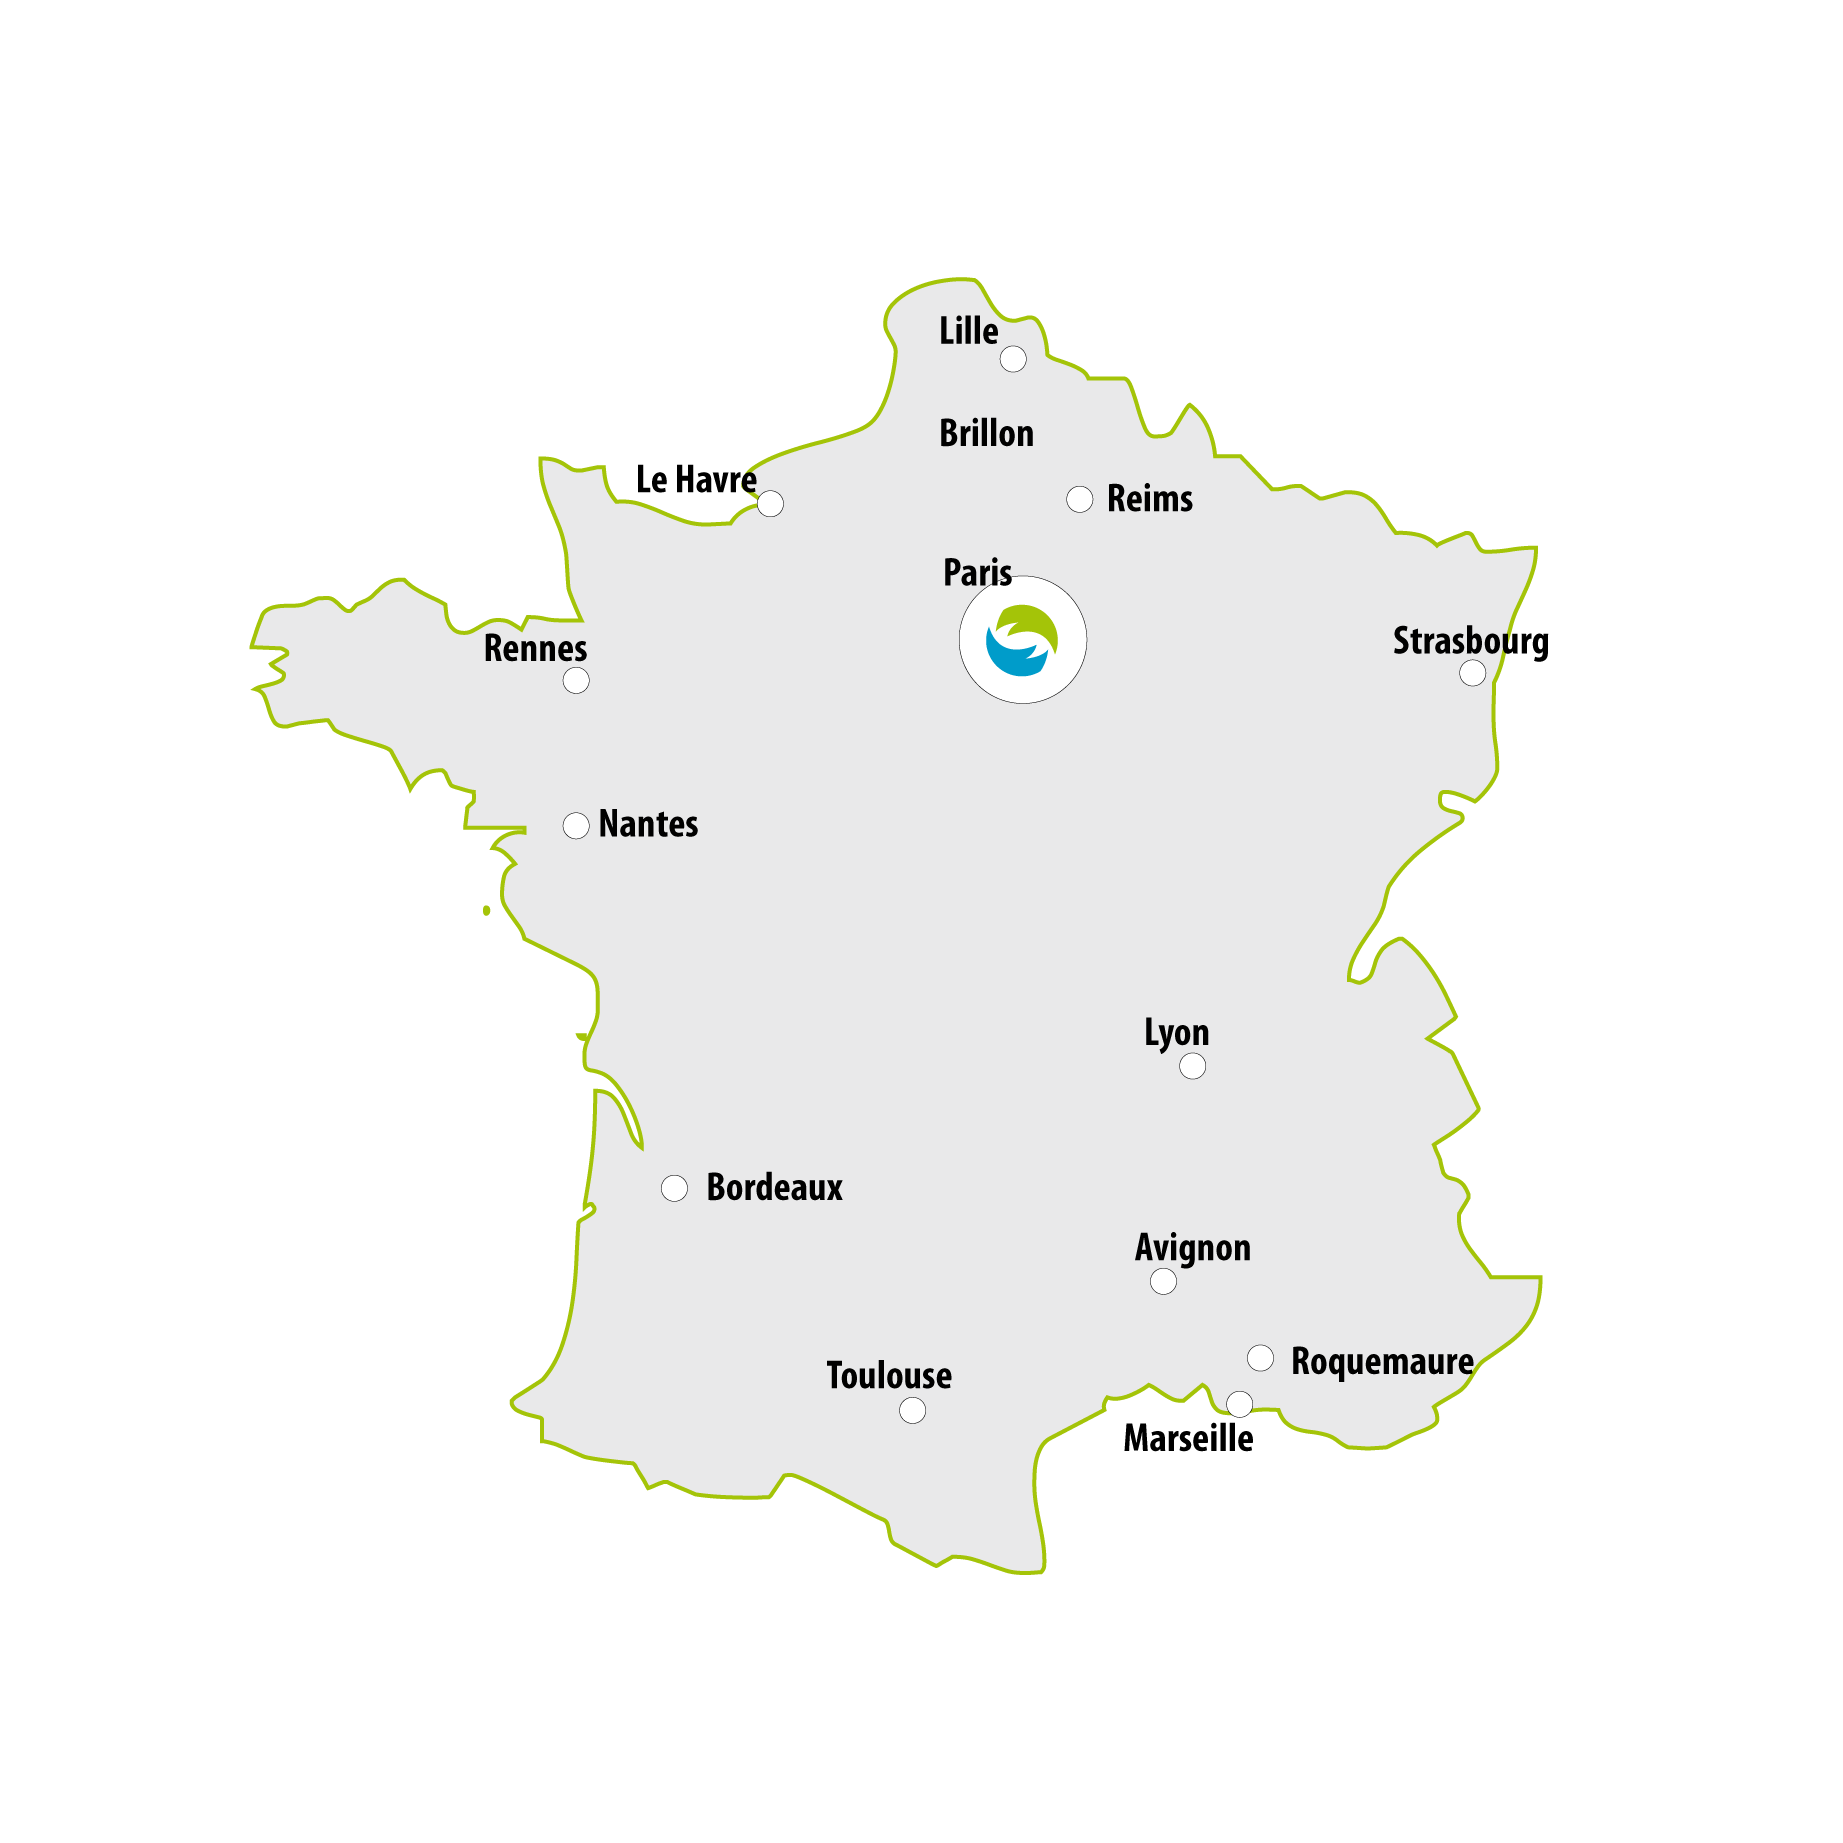 Lille
Brillon
Le Havre
Reims
Paris
Strasbourg
Rennes
Nantes
Lyon
Bordeaux
Avignon
Roquemaure
Toulouse
Marseille